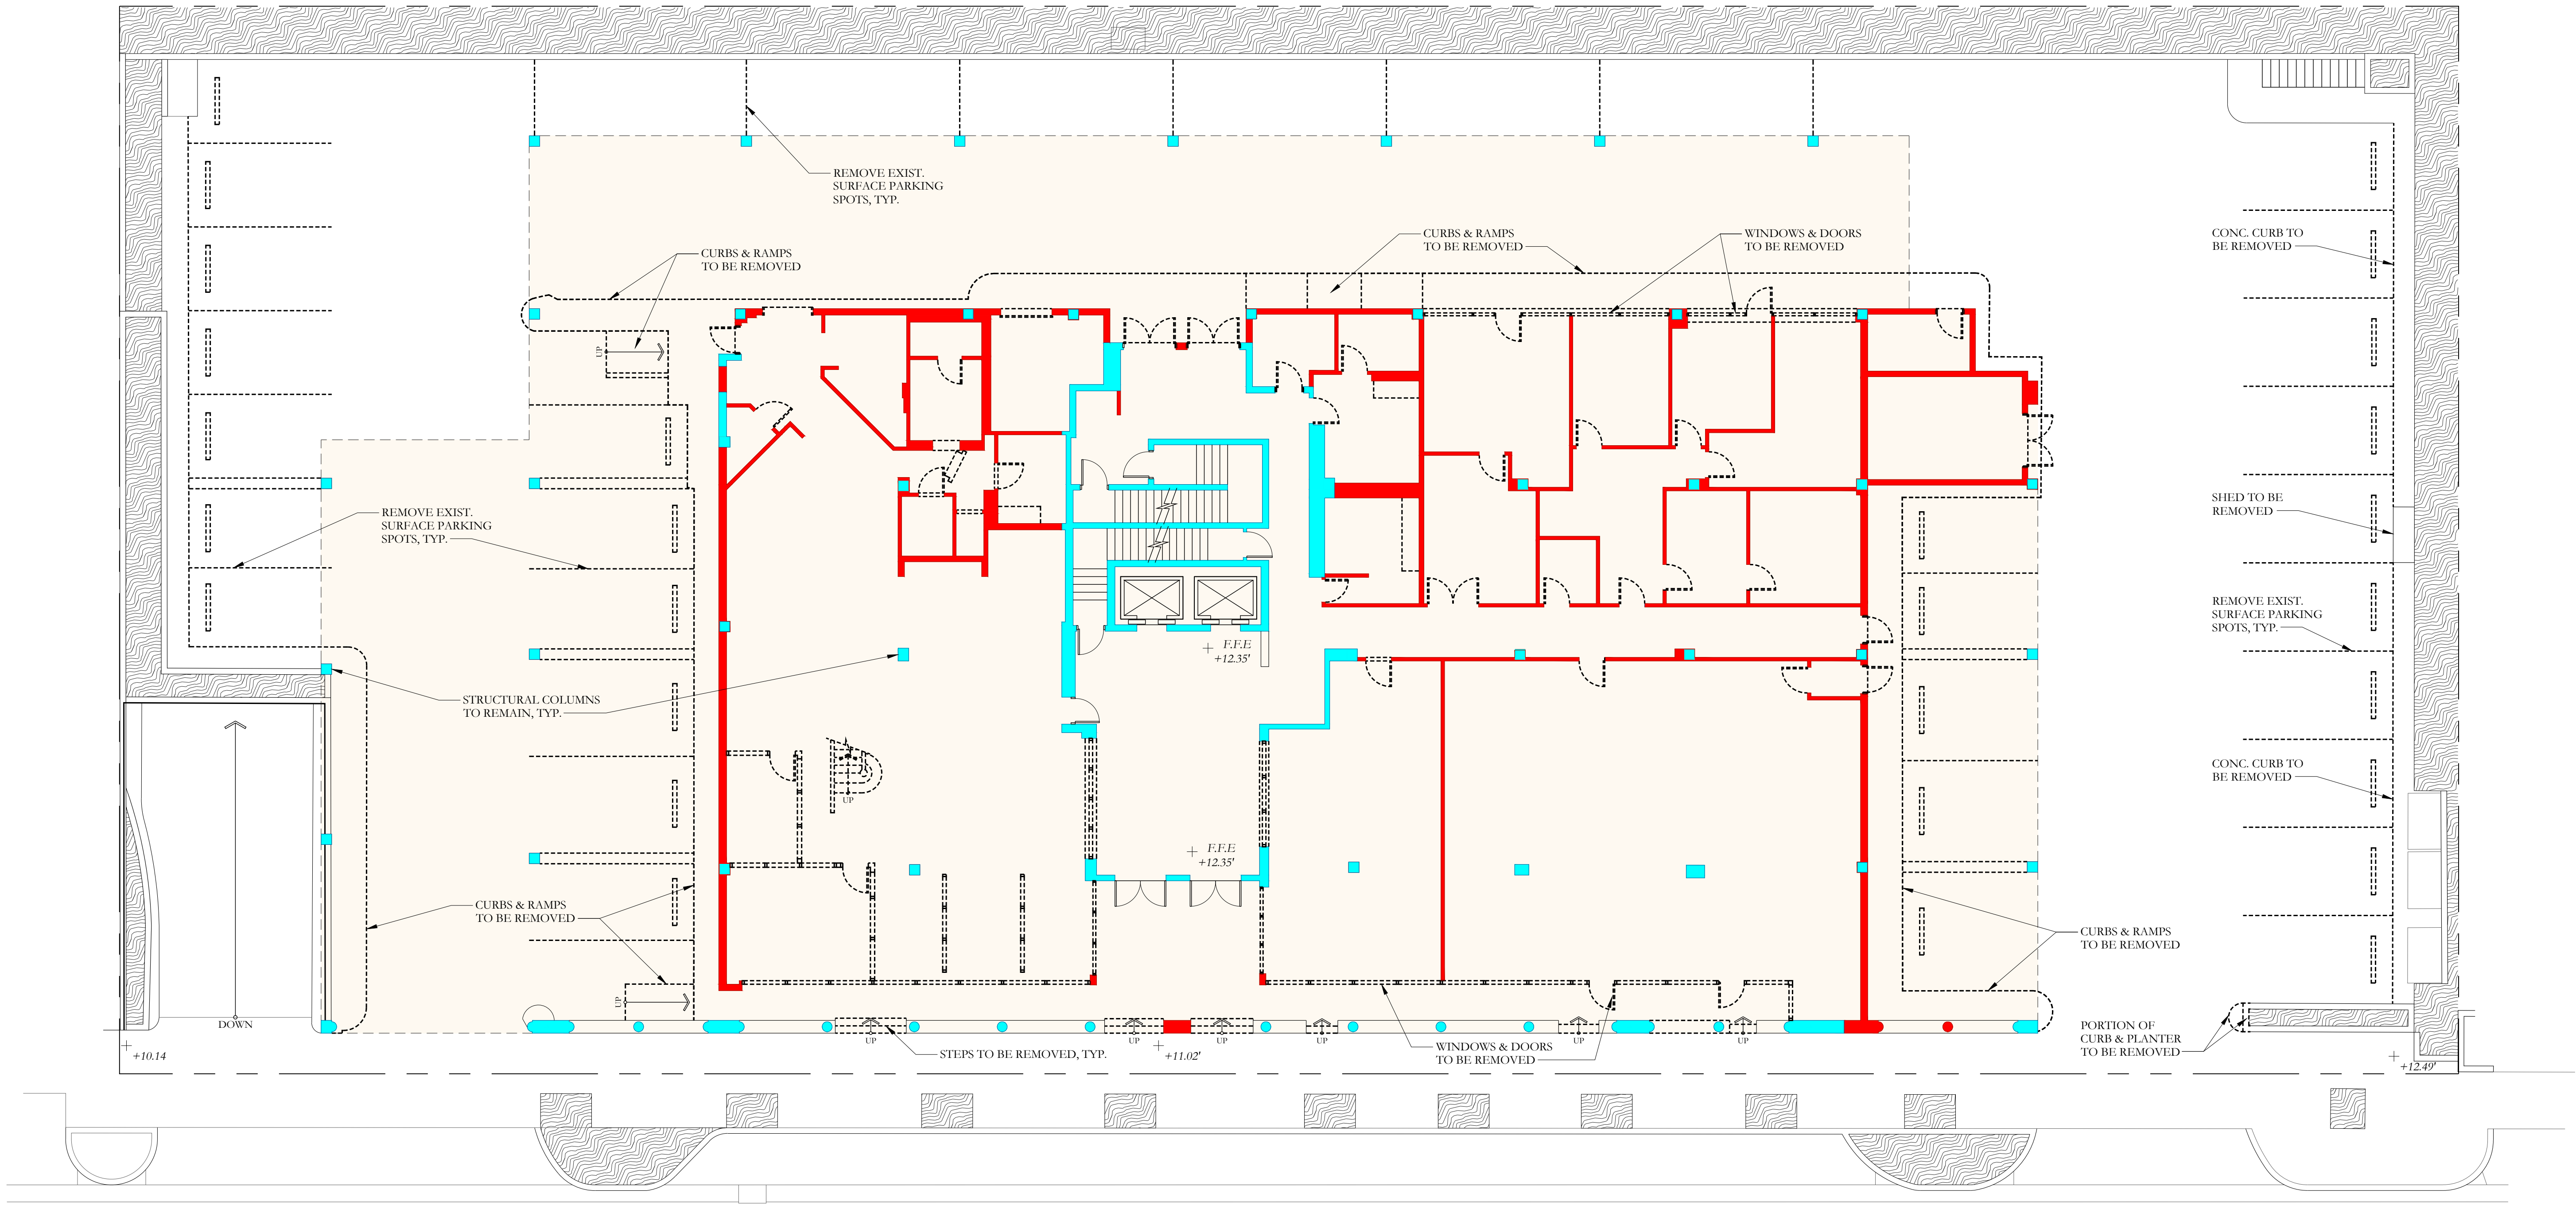 REMOVE EXIST.
SURFACE PARKING
SPOTS, TYP.
CURBS & RAMPS
TO BE REMOVED
CURBS & RAMPS
TO BE REMOVED
WINDOWS & DOORS
TO BE REMOVED
CONC. CURB TO
BE REMOVED
UP
REMOVE EXIST.
SURFACE PARKING
SPOTS, TYP.
SHED TO BE
REMOVED
REMOVE EXIST.
SURFACE PARKING
SPOTS, TYP.
F.F.E
+12.35'
STRUCTURAL COLUMNS
TO REMAIN, TYP.
CONC. CURB TO
BE REMOVED
UP
F.F.E
+12.35'
CURBS & RAMPS
TO BE REMOVED
CURBS & RAMPS
TO BE REMOVED
UP
DOWN
UP
UP
UP
UP
UP
UP
+10.14
STEPS TO BE REMOVED, TYP.
+11.02'
WINDOWS & DOORS
TO BE REMOVED
PORTION OF
CURB & PLANTER
TO BE REMOVED
+12.49'